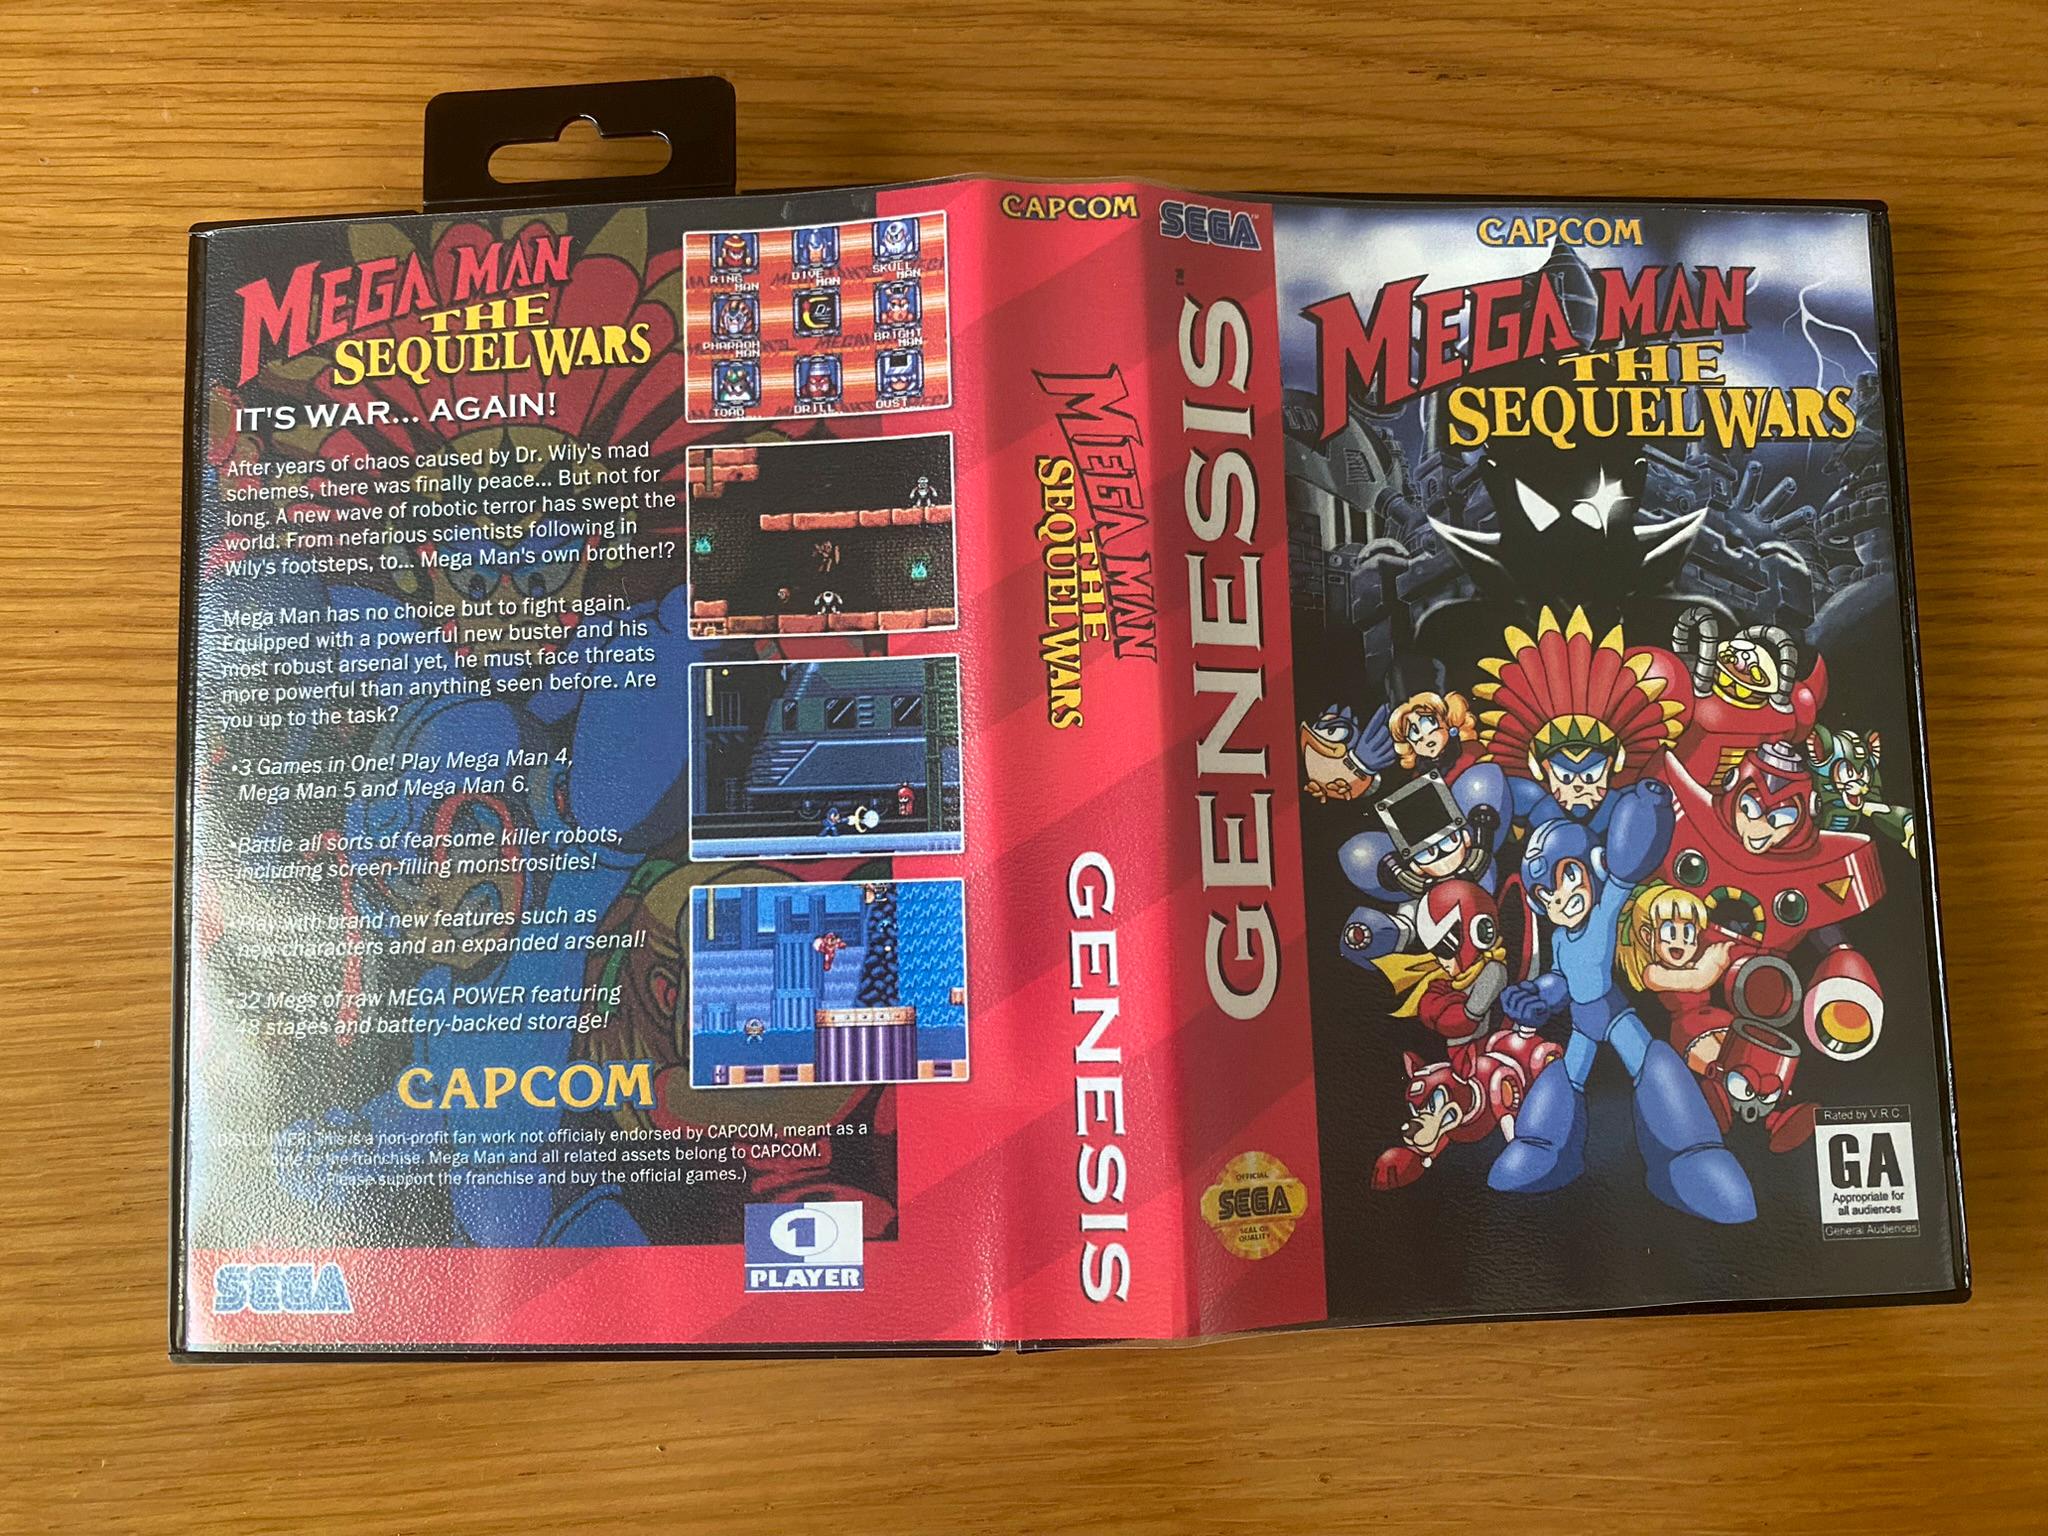 MEGA MAN
THE
SEQUEL WARS
IT'S WAR... AGAIN!
After years of chaos caused by Dr. Wily's mad
schemes, there was finally peace... But not for
long. A new wave of robotic terror has swept the
world. From nefarious scientists following in
Wily's footsteps, to... Mega Man's own brother!?
Mega Man has no choice but to fight again.
Equipped with a powerful new buster and his
most robust arsenal yet, he must face threats
more powerful than anything seen before. Are
you up to the task?
•3 Games in One! Play Mega Man 4,
Mega Man 5 and Mega Man 6.
•Battle all sorts of fearsome killer robots,
including screen-filling monstrosities!
•Play with brand new features such as
new characters and an expanded arsenal!
•32 Megs of raw MEGA POWER featuring
48 stages and battery-backed storage!
CAPCOM
This is a non-profit fan work not officialy endorsed by CAPCOM, meant as a
the franchise. Mega Man and all related assets belong to CAPCOM.
Please support the franchise and buy the official games.)
SEGA
1
PLAYER
RING
MAN
DIVE
MAN
SKULL
MAN
PHARAOH
MAN
Dr
BRIGHT
MAN
TOAD
DRILL
DUST
CAPCOM
MEGA MAN
THE
SEQUEL WARS
GENESIS
SEGA™
GENESIS™
OFFICIAL
SEGA
SEAL OF
QUALITY
CAPCOM
MEGA MAN
THE
SEQUEL WARS
Rated by V.R.C.
GA
Appropriate for
all audiences
General Audiences